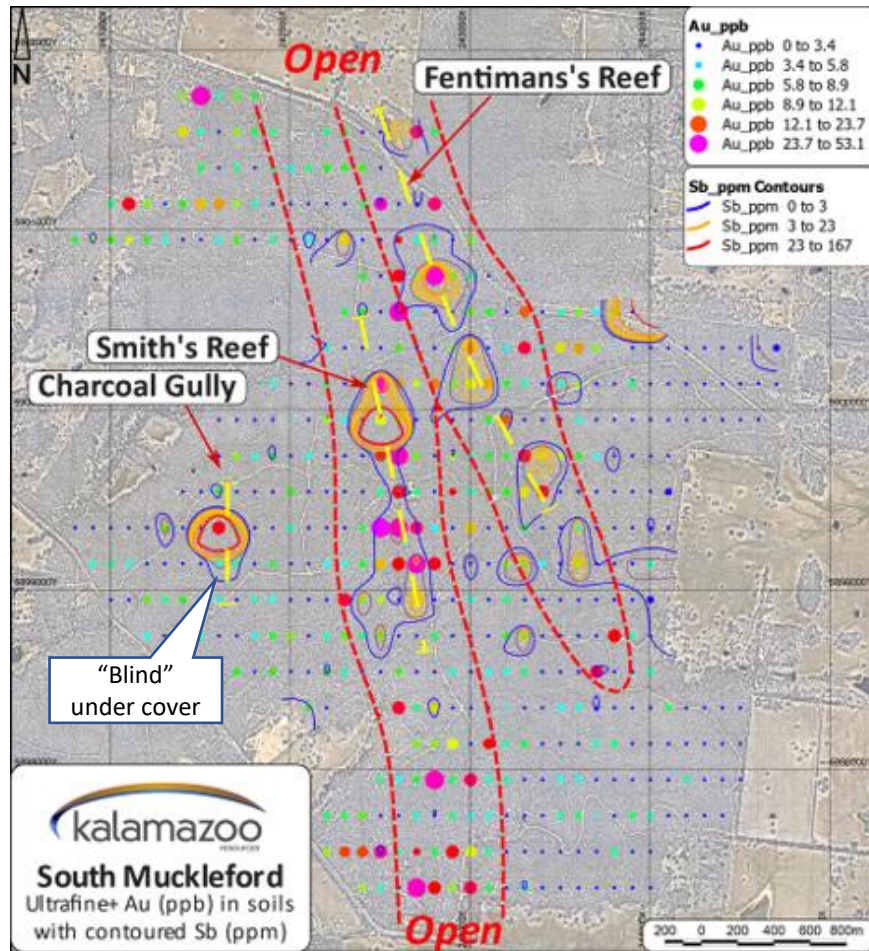 Open
N
Fentimans's Reef
Au_ppb
Au_ppb 0 to 3.4
Au_ppb 3.4 to 5.8
Au_ppb 5.8 to 8.9
Au_ppb 8.9 to 12.1
Au_ppb 12.1 to 23.7
Au_ppb 23.7 to 53.1
Sb_ppm Contours
Sb_ppm 0 to 3
Sb_ppm 3 to 23
Sb_ppm 23 to 167
Smith's Reef
Charcoal Gully
“Blind”
under cover
kalamazoo
resources
South Muckleford
Ultrafine+ Au (ppb) in soils
with contoured Sb (ppm)
Open
200 0 200 400 600 800m